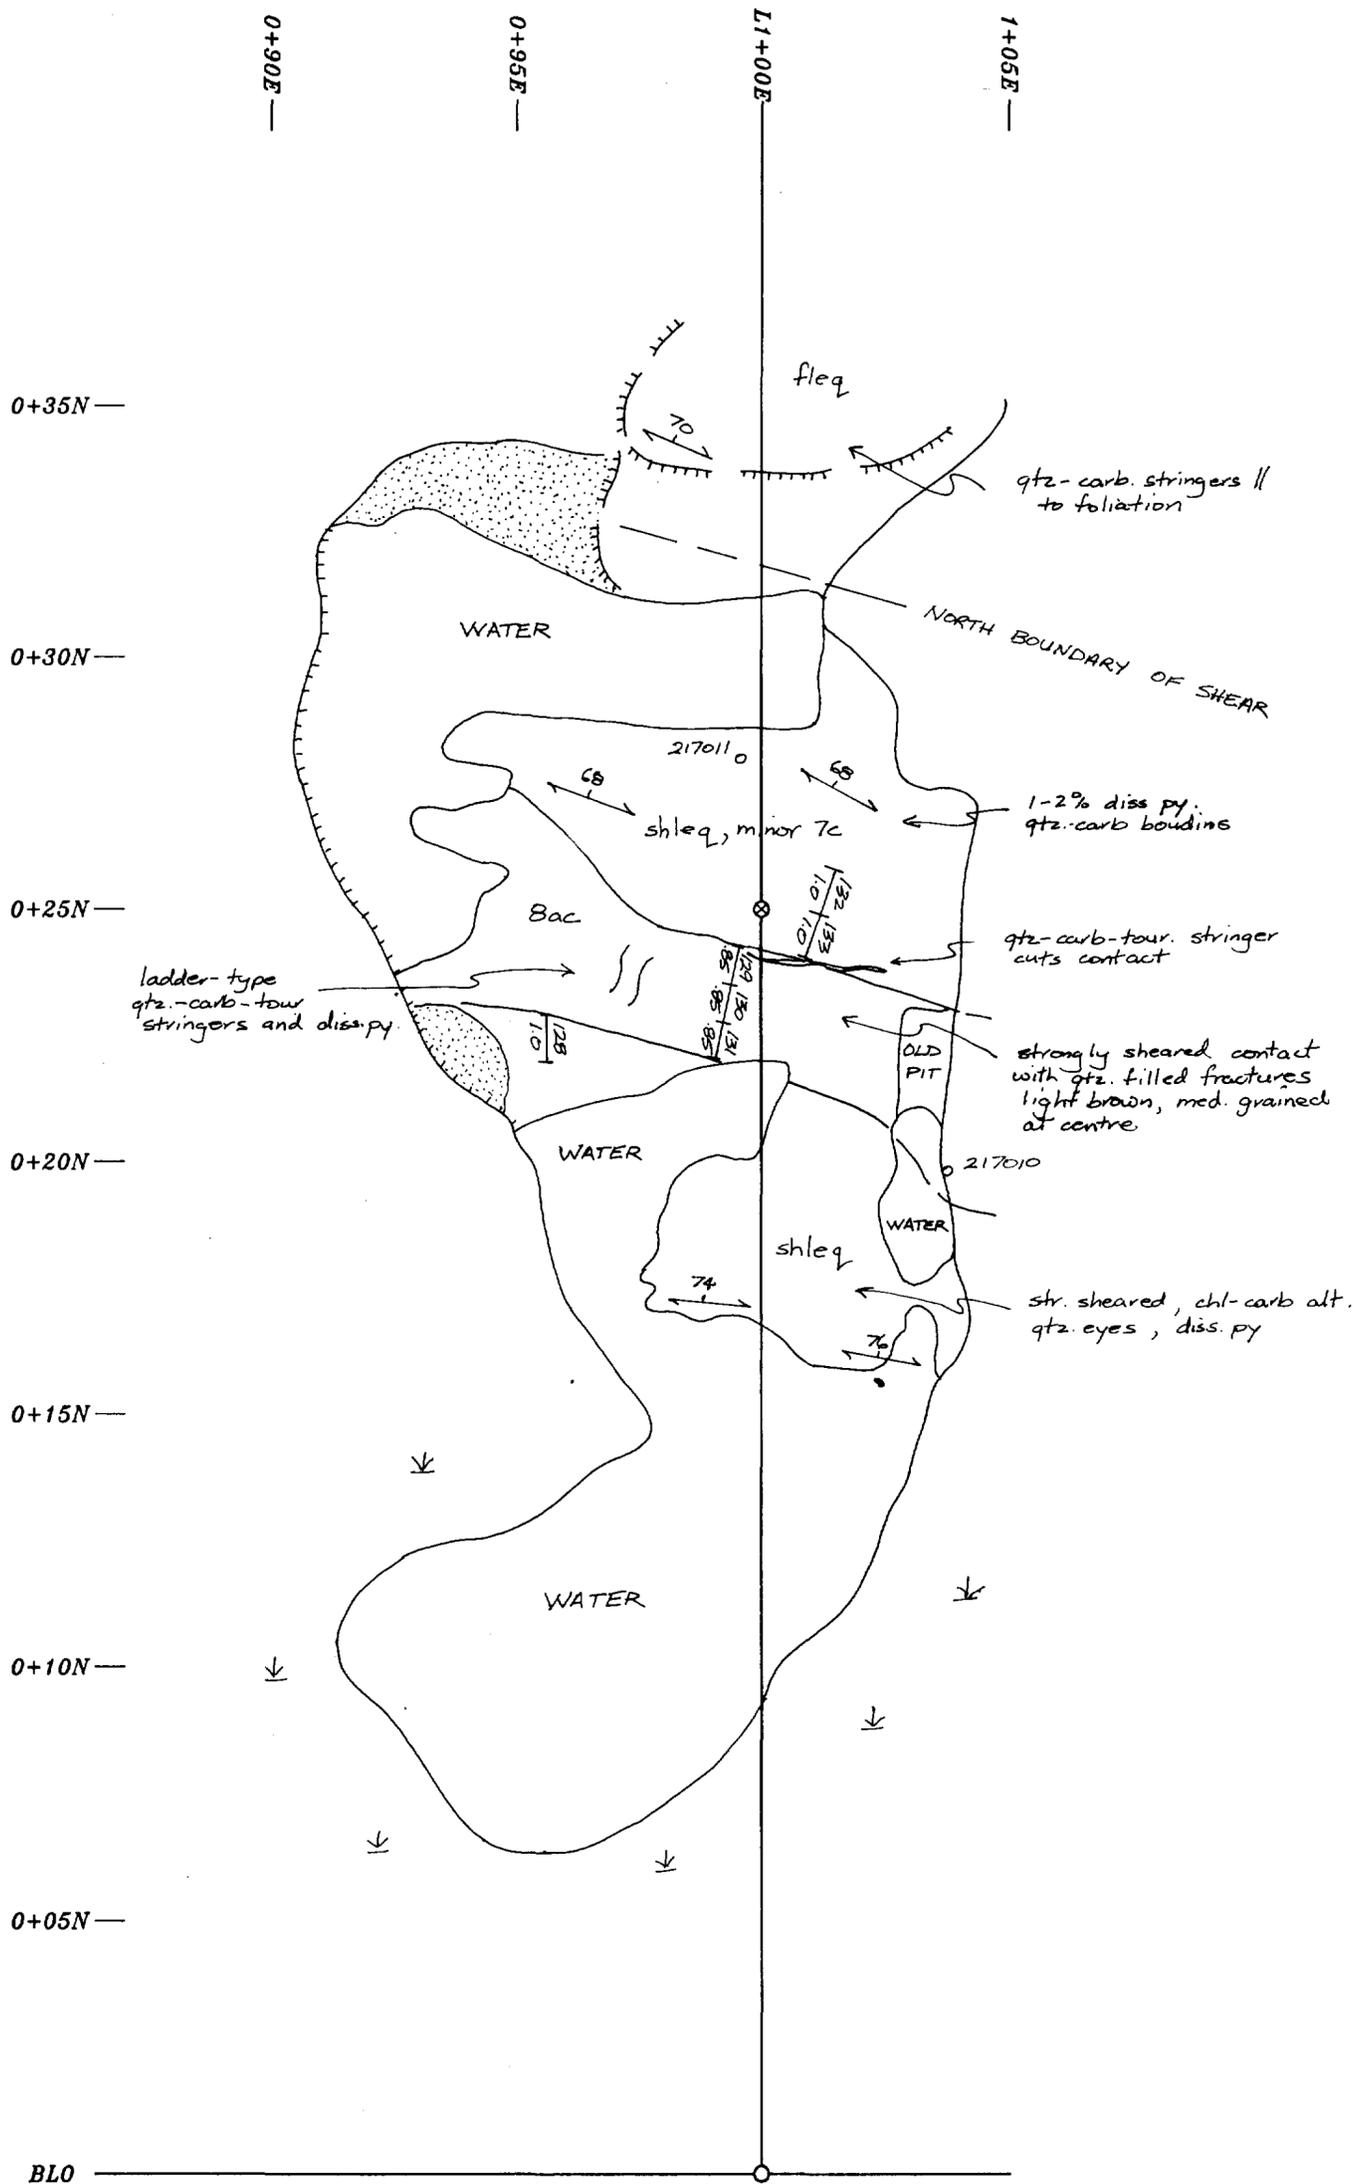 0+90E
0+95E
L1+00E
1+05E
0+35N
fleq
70
qtz-carb. stringers //
to foliation
WATER
0+30N
NORTH BOUNDARY OF SHEAR
217011
68
68
shleq, minor 7c
1-2% diss py.
qtz-carb boudins
0+25N
8ac
132 133
1.0 1.0
qtz-carb-tour. stringer
cuts contact
ladder-type
qtz.-carb-tour
stringers and diss.py.
128
1.0
129 130 131
.85 .85 .85
OLD
PIT
strongly sheared contact
with qtz. filled fractures
light brown, med. grained
at centre
WATER
0+20N
217010
WATER
shleq
74
str. sheared, chl-carb alt.
qtz. eyes, diss. py
76
0+15N
WATER
0+10N
0+05N
BLO